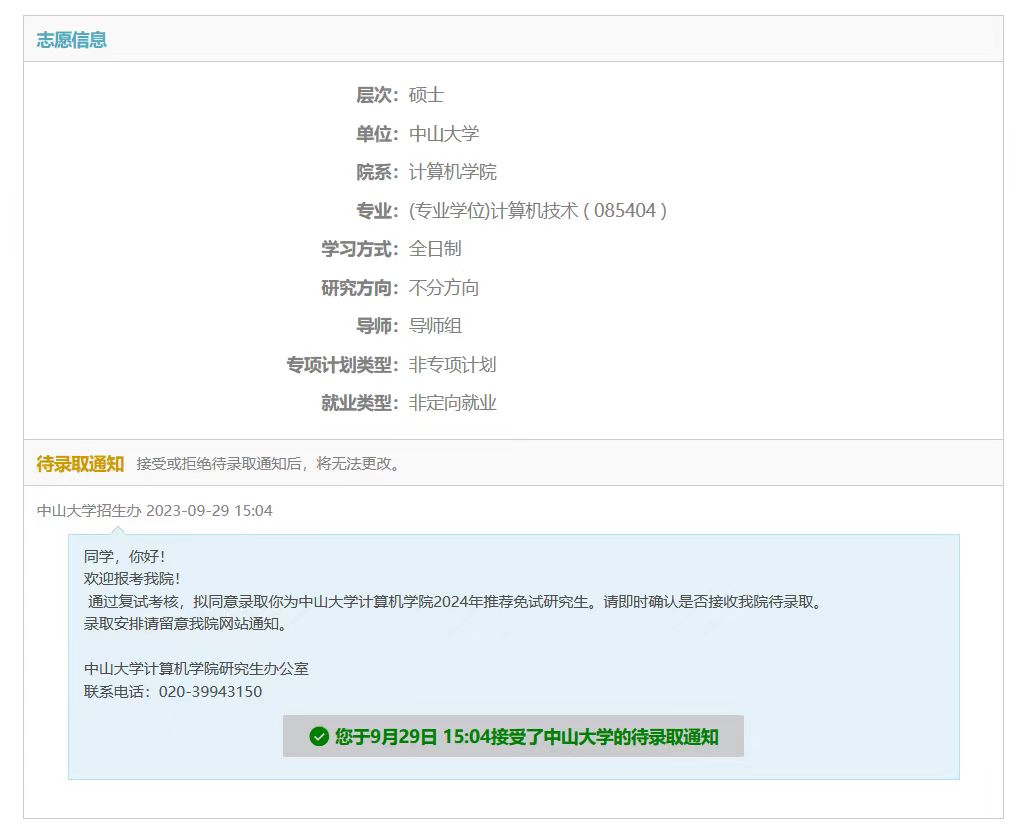 志愿信息
层次：硕士
单位：中山大学
院系：计算机学院
专业：(专业学位)计算机技术 ( 085404 )
学习方式：全日制
研究方向：不分方向
导师：导师组
专项计划类型：非专项计划
就业类型：非定向就业
待录取通知 接受或拒绝待录取通知后，将无法更改。
中山大学招生办 2023-09-29 15:04
同学，你好！
欢迎报考我院！
通过复试考核，拟同意录取你为中山大学计算机学院2024年推荐免试研究生。请即时确认是否接收我院待录取。
录取安排请留意我院网站通知。
中山大学计算机学院研究生办公室
联系电话：020-39943150
您于9月29日 15:04接受了中山大学的待录取通知